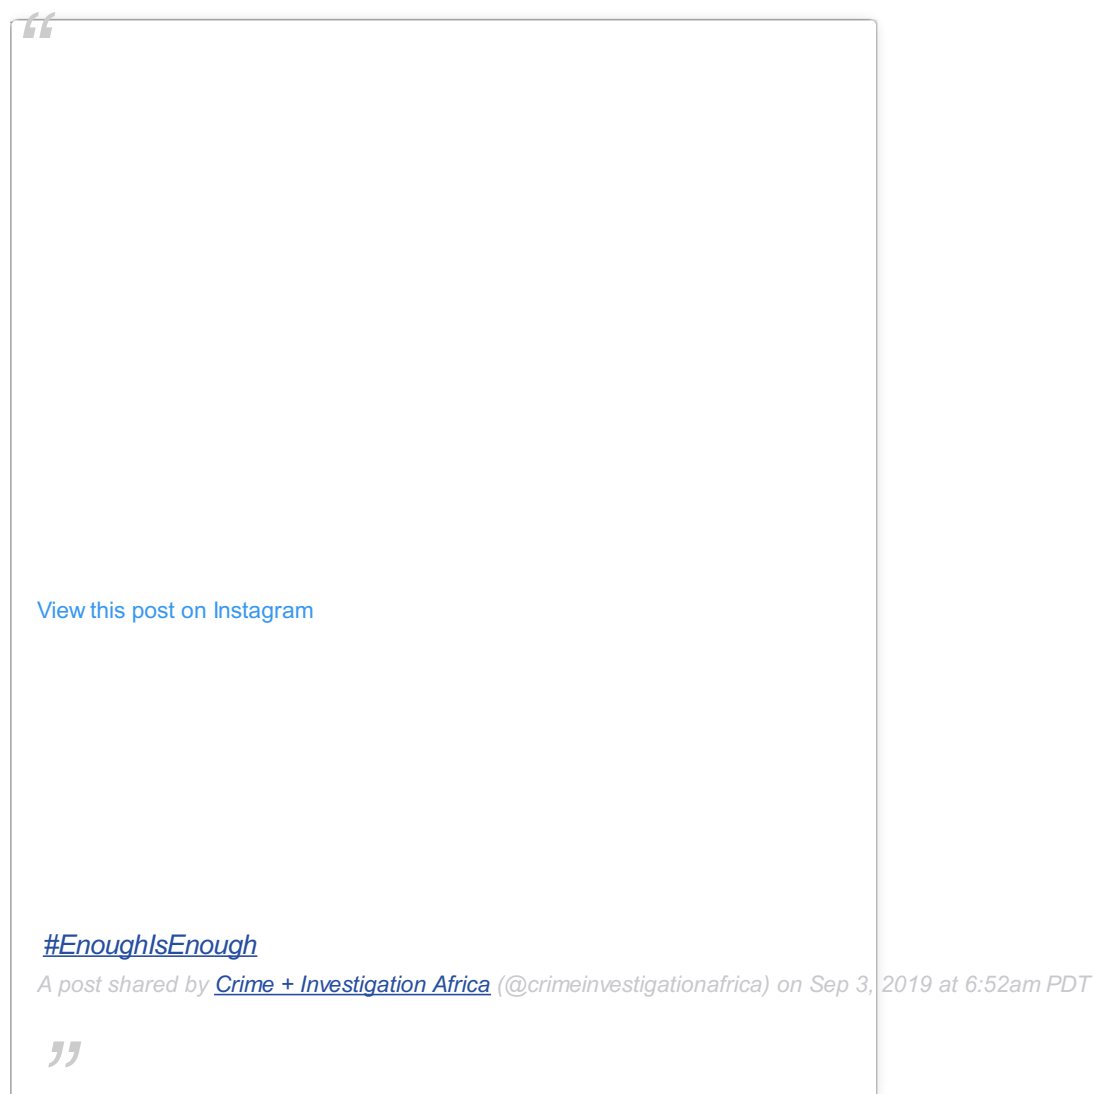 “
View this post on Instagram
#EnoughIsEnough
A post shared by Crime + Investigation Africa (@crimeinvestigationafrica) on Sep 3, 2019 at 6:52am PDT
”